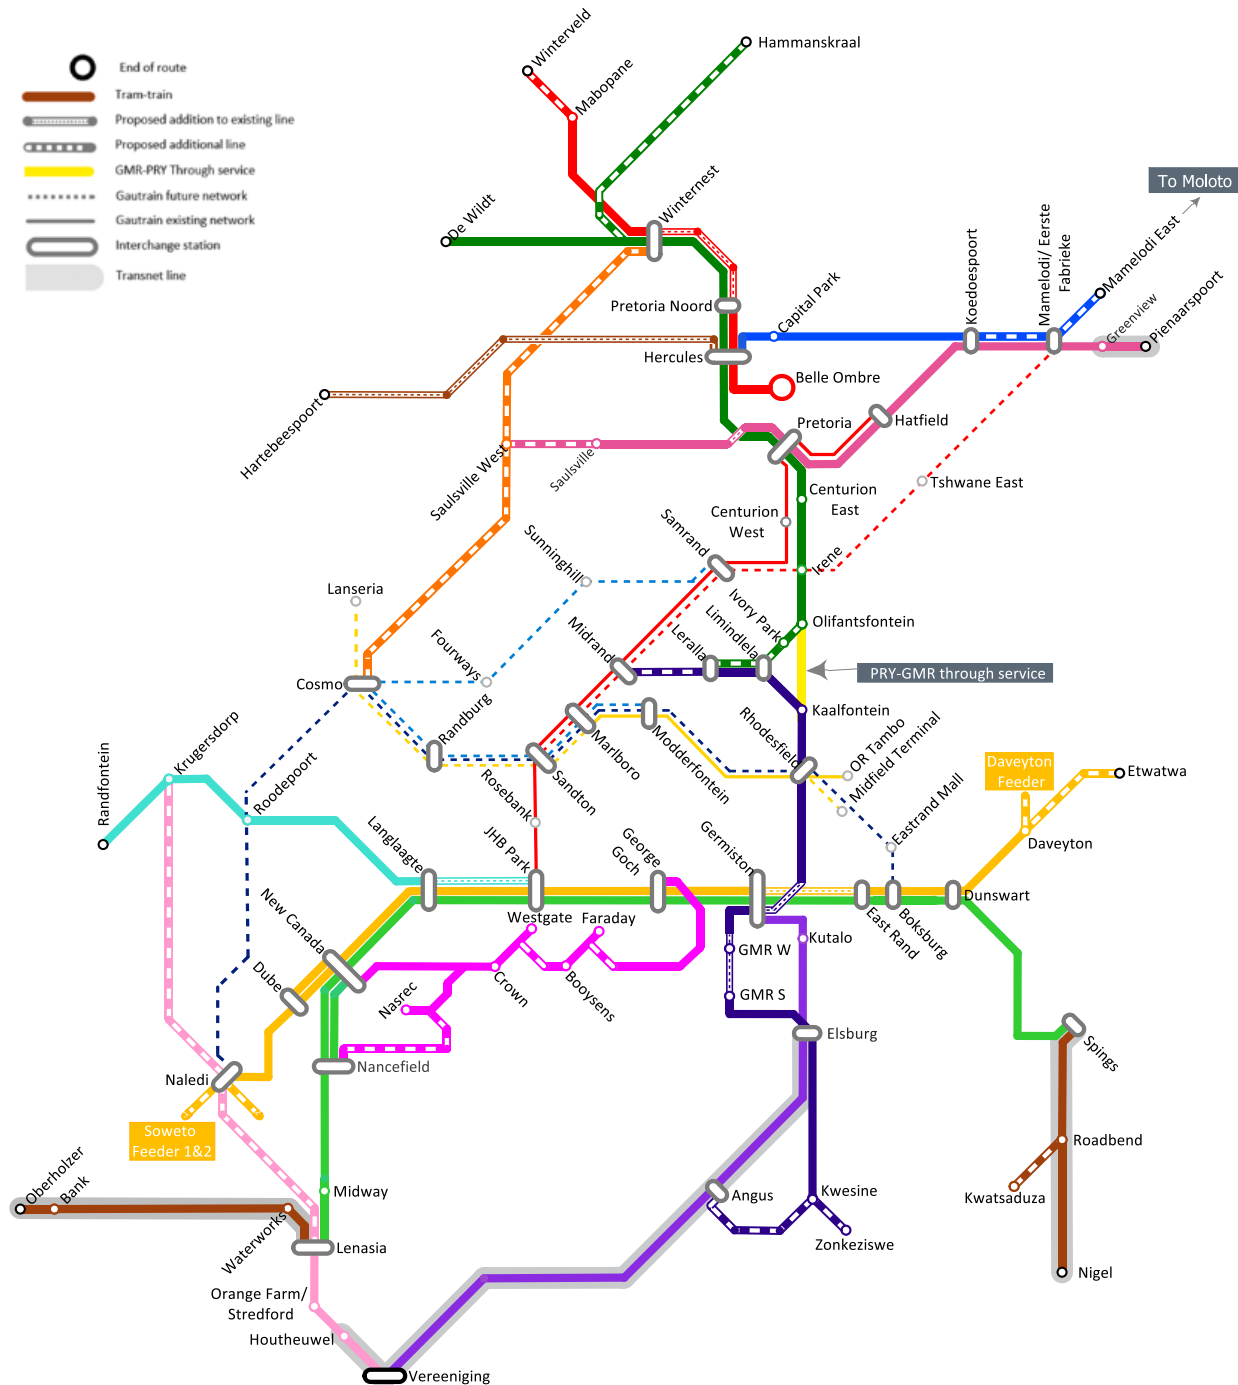 End of route
Tram-train
Proposed addition to existing line
Proposed additional line
GMR-PRY Through service
Gautrain future network
Gautrain existing network
Interchange station
Transnet line
Winterveld
Mabopane
Hammanskraal
De Wildt
Winternest
To Moloto
Pretoria Noord
Capital Park
Koedoespoort
Mamelodi/ Eerste
Fabrieke
Mamelodi East
Greenview
Pienaarspoort
Hercules
Belle Ombre
Hartebeespoort
Pretoria
Hatfield
Saulsville West
Saulsville
Tshwane East
Centurion
East
Centurion
West
Samrand
Sunninghill
Irene
Lanseria
Ivory Park
Limindlela
Leralla
Olifantsfontein
Midrand
Fourways
Cosmo
PRY-GMR through service
Kaalfontein
Randburg
Krugersdorp
Randfontein
Roodepoort
Rosebank
Sandton
Marlboro
Modderfontein
Rhodesfield
OR Tambo
Midfield Terminal
Eastrand Mall
Daveyton
Feeder
Etwatwa
Daveyton
Langlaagte
JHB Park
George
Goch
Germiston
East Rand
Boksburg
Dunswart
New Canada
Westgate
Faraday
Kutalo
GMR W
GMR S
Dube
Nasrec
Crown
Booysens
Elsburg
Spings
Nancefield
Naledi
Soweto
Feeder 1&2
Roadbend
Kwatsaduza
Oberholzer
Bank
Midway
Angus
Kwesine
Zonkeziswe
Waterworks
Lenasia
Nigel
Orange Farm/
Stredford
Houtheuwel
Vereeniging